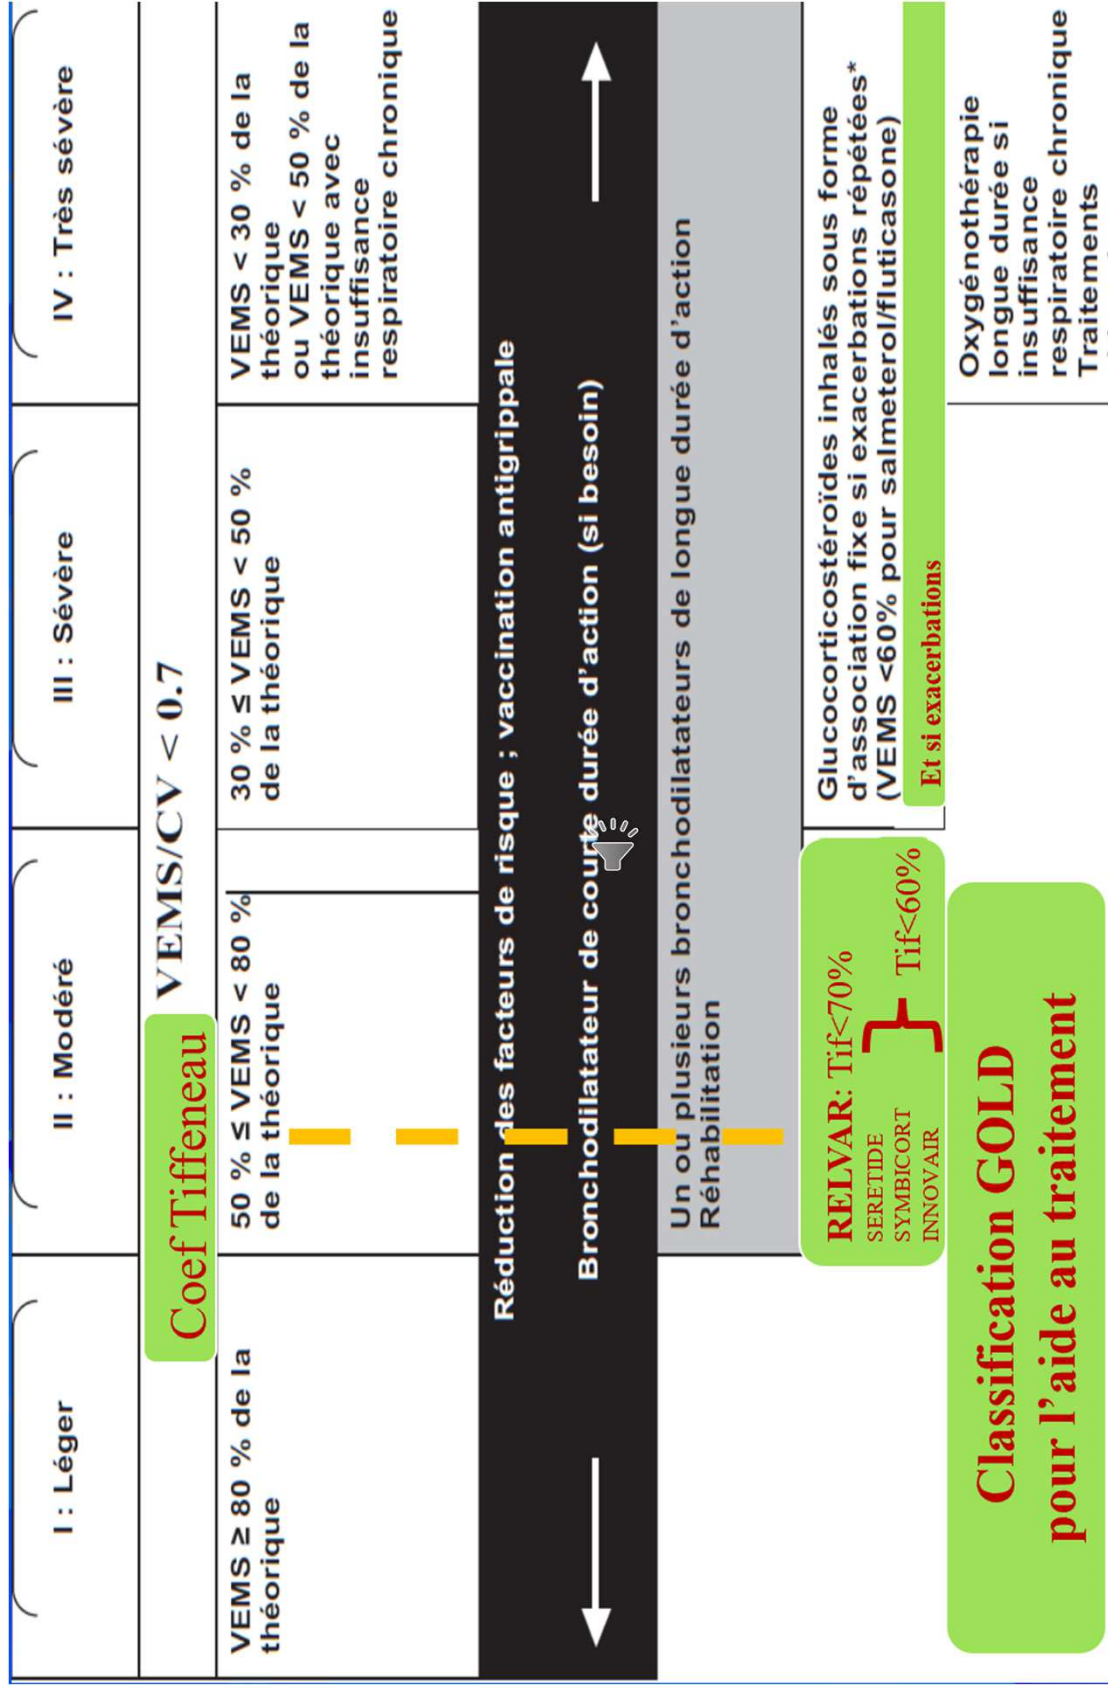 I : Léger
II : Modéré
III : Sévère
IV : Très sévère
Coef Tiffeneau
VEMS/CV < 0.7
VEMS ≥ 80 % de la
théorique
50 % ≤ VEMS < 80 %
de la théorique
30 % ≤ VEMS < 50 %
de la théorique
VEMS < 30 % de la
théorique
ou VEMS < 50 % de la
théorique avec
insuffisance
respiratoire chronique
Réduction des facteurs de risque ; vaccination antigrippale
Bronchodilatateur de courte durée d'action (si besoin)
Un ou plusieurs bronchodilatateurs de longue durée d'action
Réhabilitation
RELVAR: Tif<70%
SERETIDE
SYMBICORT
INNOVAIR
Tif<60%
Glucocorticostéroïdes inhalés sous forme
d'association fixe si exacerbations répétées*
(VEMS <60% pour salmeterol/fluticasone)
Et si exacerbations
Classification GOLD
pour l'aide au traitement
Oxygénothérapie
longue durée si
insuffisance
respiratoire chronique
Traitements